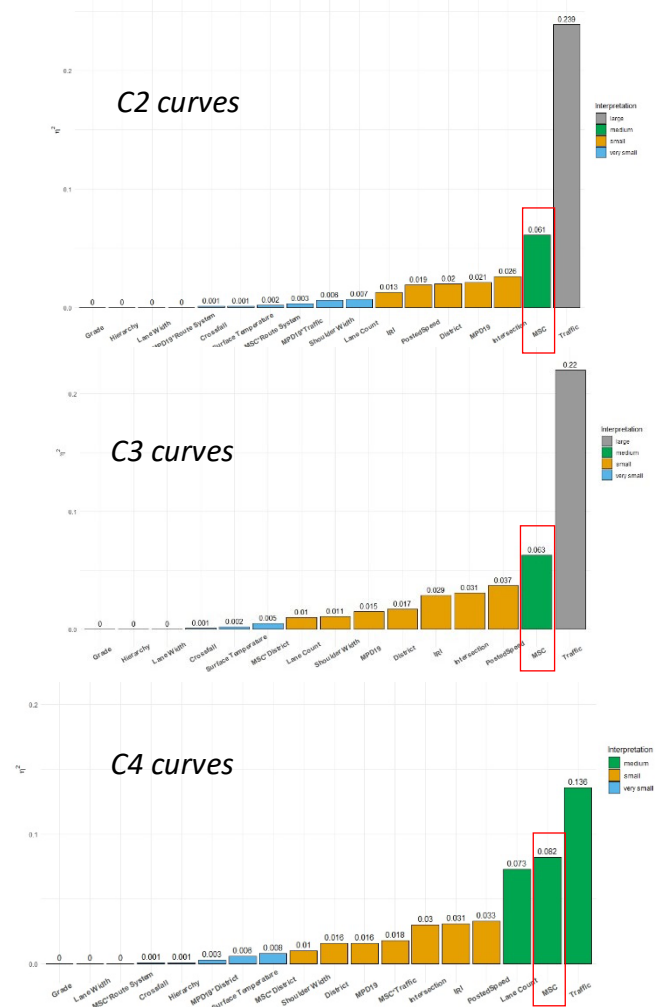 0.239
0.2
C2 curves
Interpretation
large
medium
small
very small
η²
0.1
0.061
0.026
0.021
0.02
0.019
0.013
0.007
0.006
0.003
0.002
0.001
0.001
0
0
0
0
0.0
Grade
Hierarchy
Lane Width
MPD19*Route System
Crossfall
Surface Temperature
MSC*Route System
MPD19*Traffic
Shoulder Width
Lane Count
IRI
PostedSpeed
District
MPD19
Intersection
MSC
Traffic
0.22
0.2
C3 curves
Interpretation
large
medium
small
very small
η²
0.1
0.063
0.037
0.031
0.029
0.017
0.015
0.011
0.01
0.005
0.002
0.001
0
0
0
0.0
Grade
Hierarchy
Lane Width
Crossfall
Surface Temperature
MSC*District
Lane Count
Shoulder Width
MPD19
District
IRI
Intersection
PostedSpeed
MSC
Traffic
0.2
C4 curves
Interpretation
medium
small
very small
η²
0.136
0.1
0.082
0.073
0.033
0.031
0.03
0.018
0.016
0.016
0.01
0.008
0.006
0.003
0.001
0.001
0
0
0
0.0
Grade
Lane Width
MSC*Route System
Crossfall
Hierarchy
MPD19*District
Surface Temperature
MSC*District
Shoulder Width
District
MPD19
MSC*Traffic
Intersection
IRI
PostedSpeed
Lane Count
MSC
Traffic